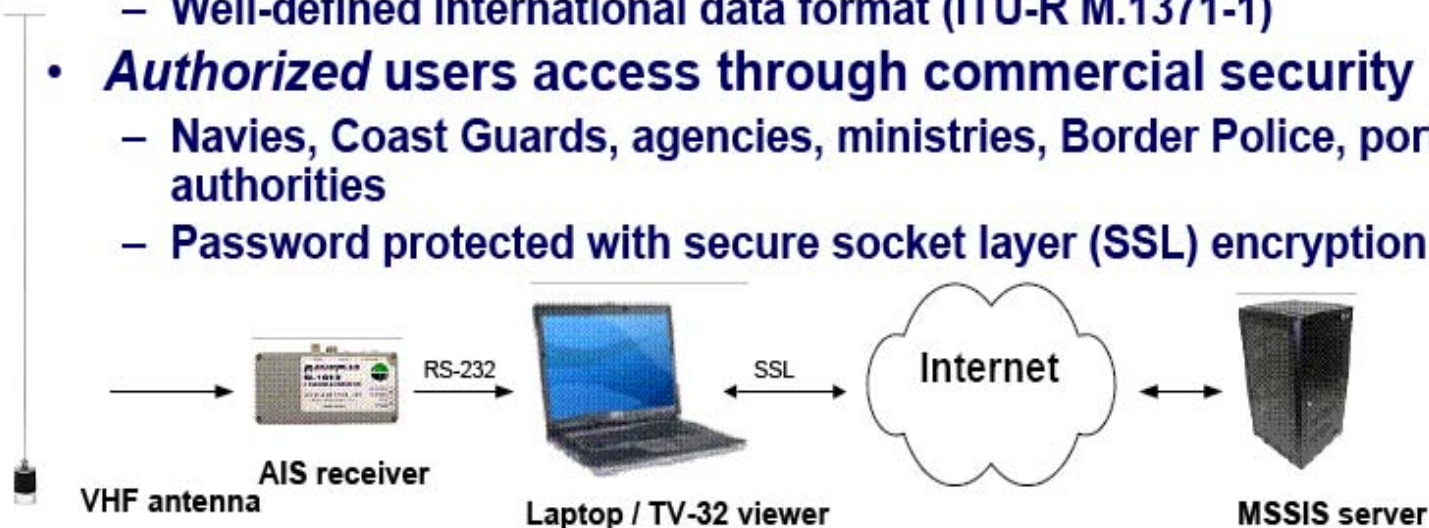 – Well-defined international data format (ITU-R M.1371-1)
• Authorized users access through commercial security
– Navies, Coast Guards, agencies, ministries, Border Police, port
authorities
– Password protected with secure socket layer (SSL) encryption
RS-232
SSL
Internet
AIS receiver
VHF antenna
Laptop / TV-32 viewer
MSSIS server